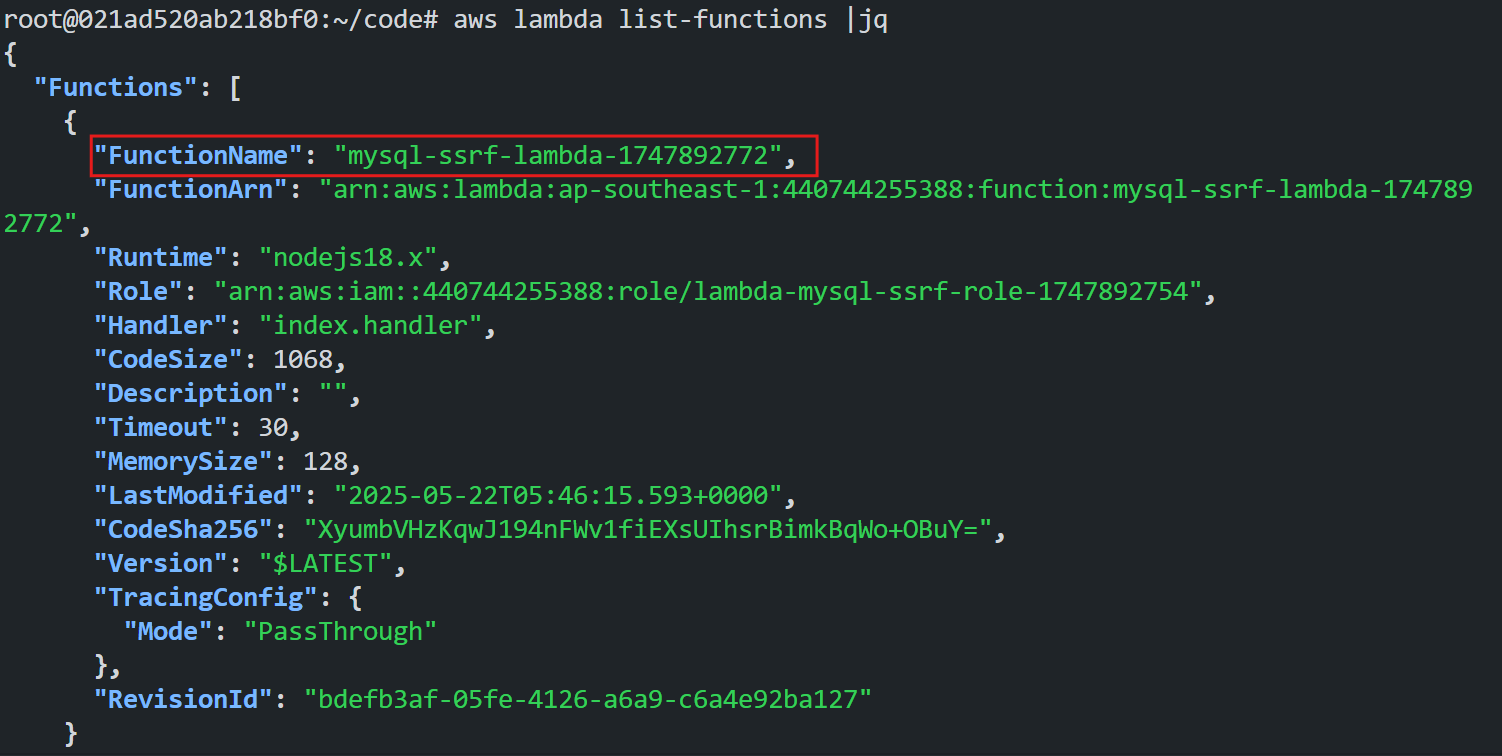 root@021ad520ab218bf0:~/code# aws lambda list-functions |jq
{
  "Functions": [
    {
      "FunctionName": "mysql-ssrf-lambda-1747892772",
      "FunctionArn": "arn:aws:lambda:ap-southeast-1:440744255388:function:mysql-ssrf-lambda-174789
2772",
      "Runtime": "nodejs18.x",
      "Role": "arn:aws:iam::440744255388:role/lambda-mysql-ssrf-role-1747892754",
      "Handler": "index.handler",
      "CodeSize": 1068,
      "Description": "",
      "Timeout": 30,
      "MemorySize": 128,
      "LastModified": "2025-05-22T05:46:15.593+0000",
      "CodeSha256": "XyumbVHzKqwJ194nFWv1fiEXsUIhsrBimkBqWo+OBuY=",
      "Version": "$LATEST",
      "TracingConfig": {
        "Mode": "PassThrough"
      },
      "RevisionId": "bdefb3af-05fe-4126-a6a9-c6a4e92ba127"
    }